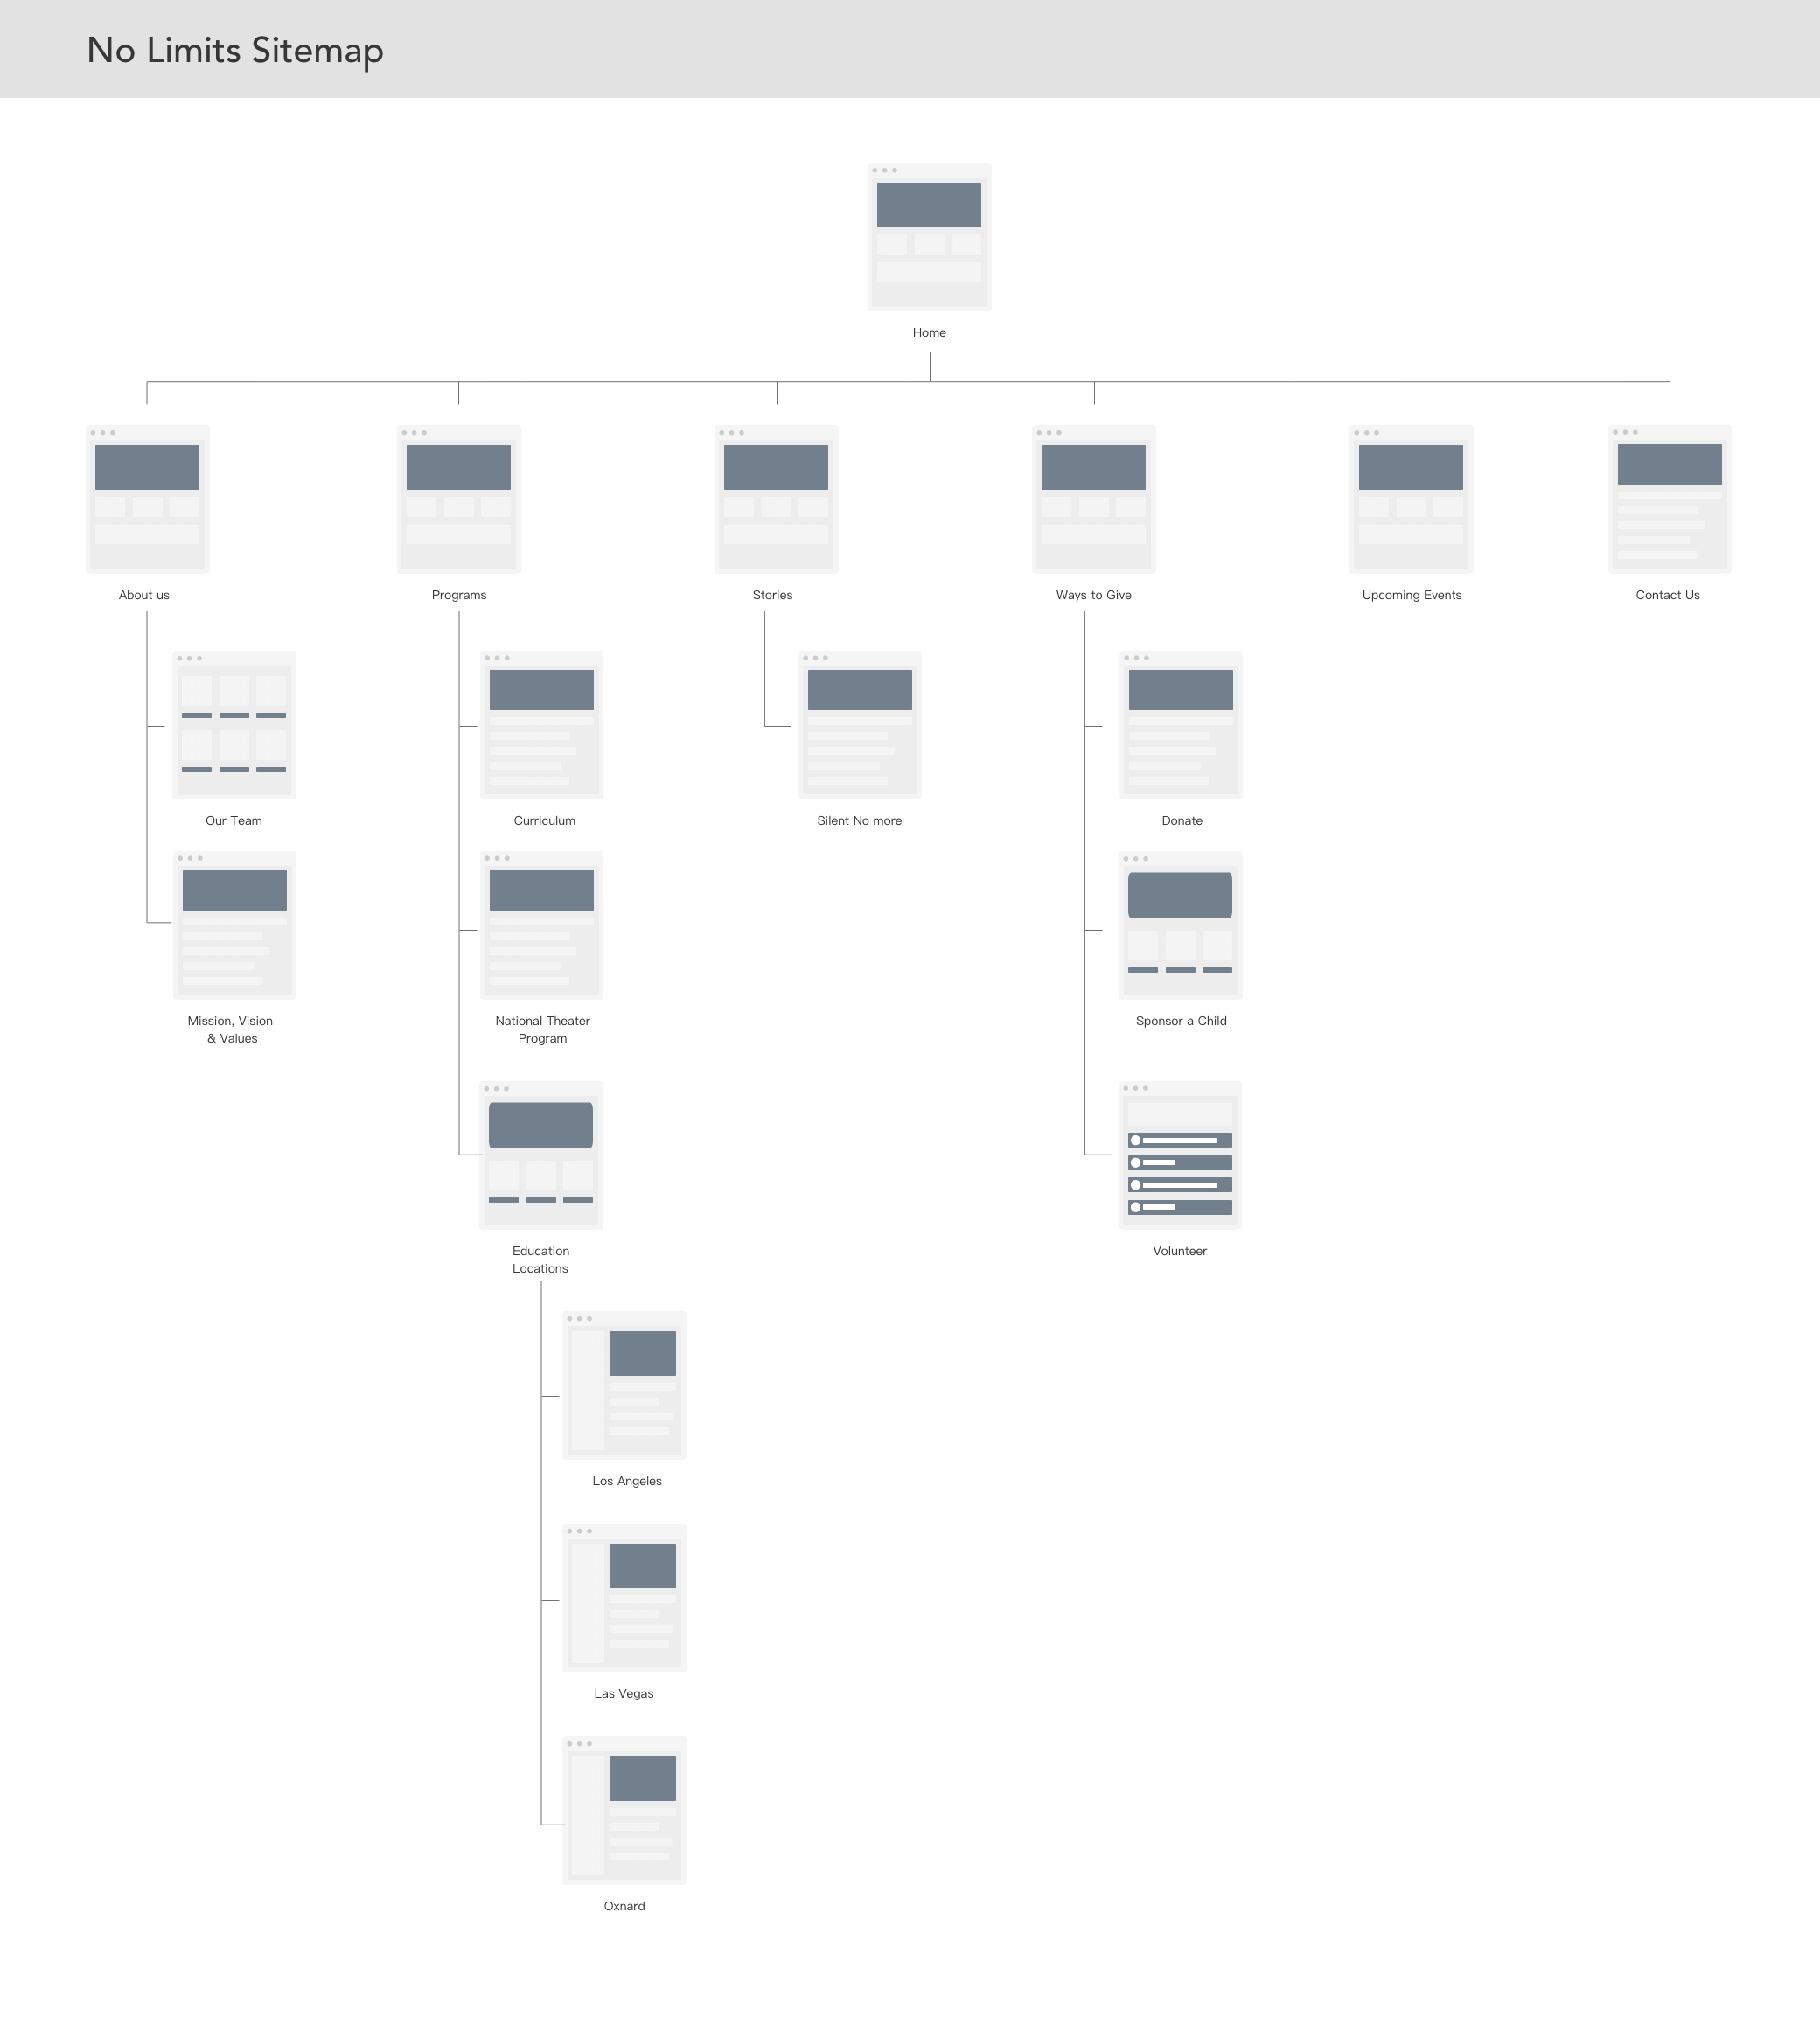 No Limits Sitemap
Home
About us
Programs
Stories
Ways to Give
Upcoming Events
Contact Us
Our Team
Curriculum
Silent No more
Donate
Mission, Vision
& Values
National Theater
Program
Sponsor a Child
Education
Locations
Volunteer
Los Angeles
Las Vegas
Oxnard